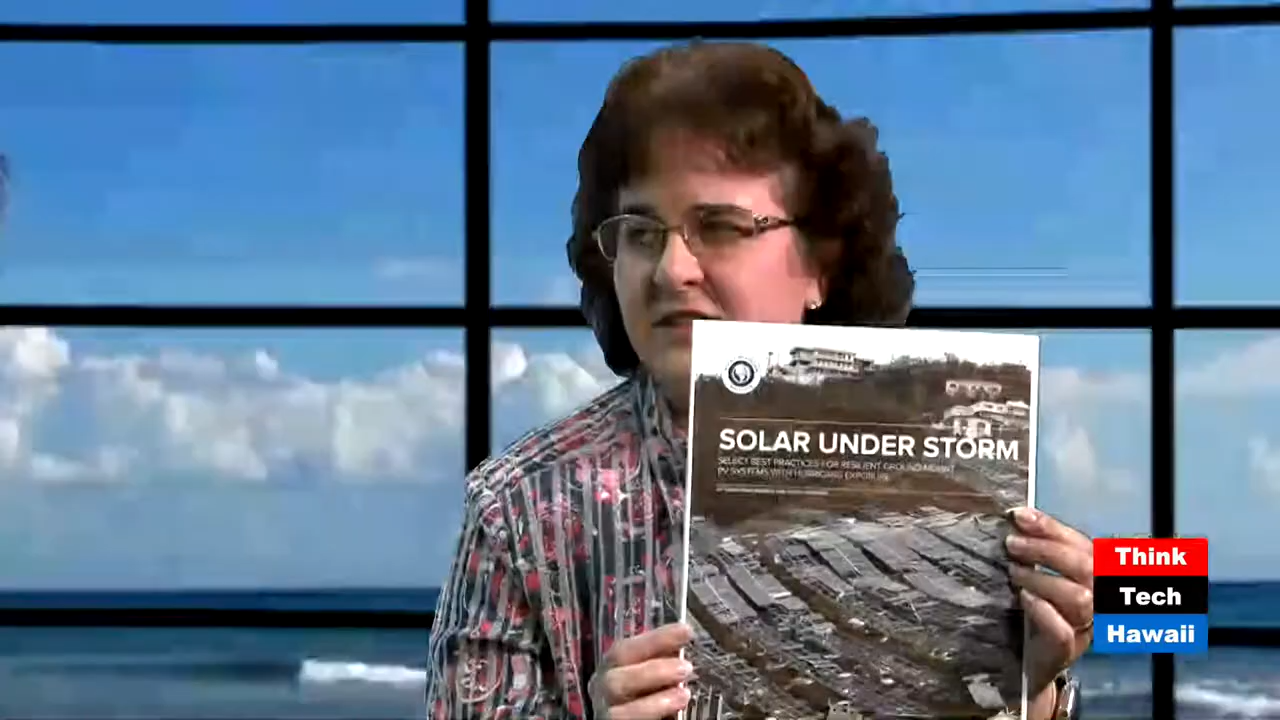 SOLAR UNDER STORM
SELECT BEST PRACTICES FOR RESILIENT GROUND-MOUNT
PV SYSTEMS WITH HURRICANE EXPOSURE
Think
Tech
Hawaii